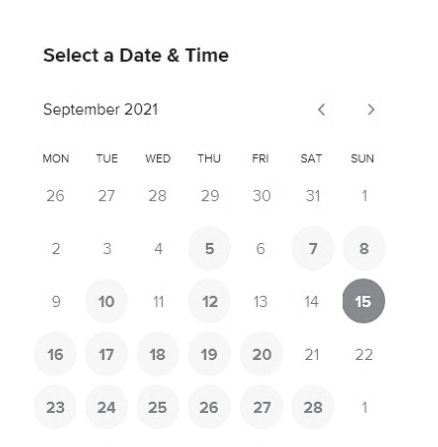 Select a Date & Time
September 2021
MON TUE WED THU FRI SAT SUN
26 27 28 29 30 31 1
2 3 4 5 6 7 8
9 10 11 12 13 14 15
16 17 18 19 20 21 22
23 24 25 26 27 28 1